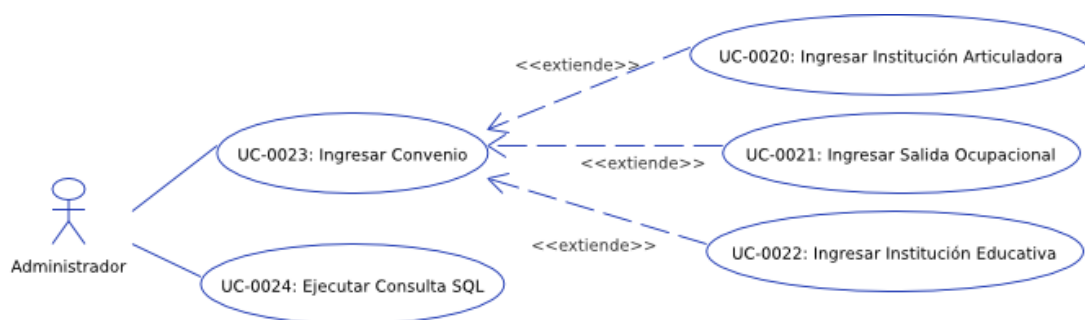 UC-0020: Ingresar Institución Articuladora
<<extiende>>
UC-0023: Ingresar Convenio
UC-0021: Ingresar Salida Ocupacional
<<extiende>>
<<extiende>>
UC-0022: Ingresar Institución Educativa
Administrador
UC-0024: Ejecutar Consulta SQL